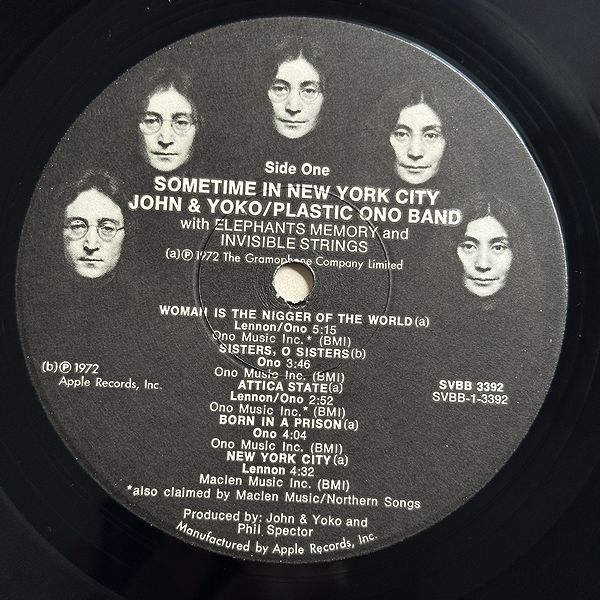 Side One
SOMETIME IN NEW YORK CITY
JOHN & YOKO/PLASTIC ONO BAND
with ELEPHANTS MEMORY and
INVISIBLE STRINGS
(a)Ⓟ1972 The Gramophone Company Limited
WOMAN IS THE NIGGER OF THE WORLD(a)
Lennon/Ono 5:15
Ono Music Inc.* (BMI)
SISTERS, O SISTERS(b)
Ono 3:46
Ono Music Inc. (BMI)
ATTICA STATE(a)
Lennon/Ono 2:52
Ono Music Inc.* (BMI)
BORN IN A PRISON(a)
Ono 4:04
Ono Music Inc. (BMI)
NEW YORK CITY(a)
Lennon 4:32
Maclen Music Inc. (BMI)
(b)Ⓟ1972
Apple Records, Inc.
SVBB 3392
SVBB-1-3392
*also claimed by Maclen Music/Northern Songs
Produced by: John & Yoko and
Phil Spector
Manufactured by Apple Records, Inc.